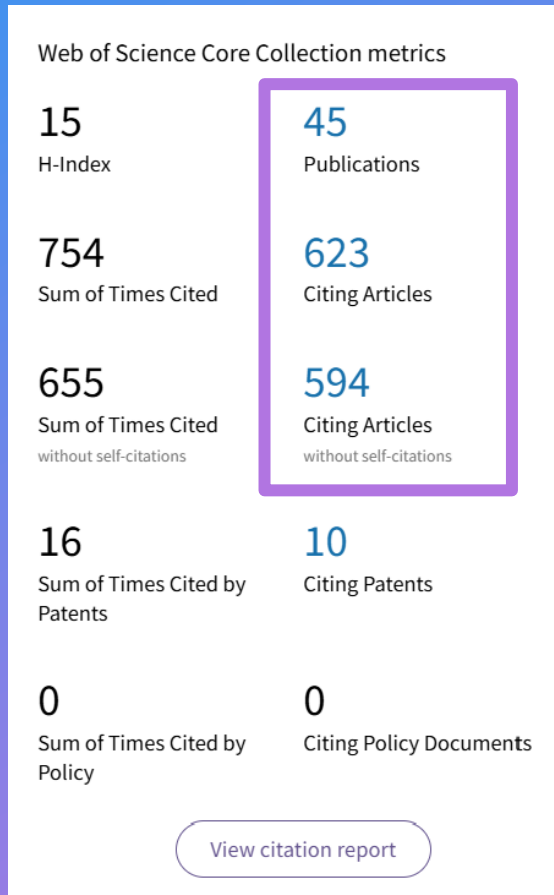 Web of Science Core Collection metrics
15
45
H-Index
Publications
754
623
Sum of Times Cited
Citing Articles
655
594
Sum of Times Cited
Citing Articles
without self-citations
without self-citations
16
10
Sum of Times Cited by
Citing Patents
Patents
0
0
Sum of Times Cited by
Citing Policy Documents
Policy
View citation report